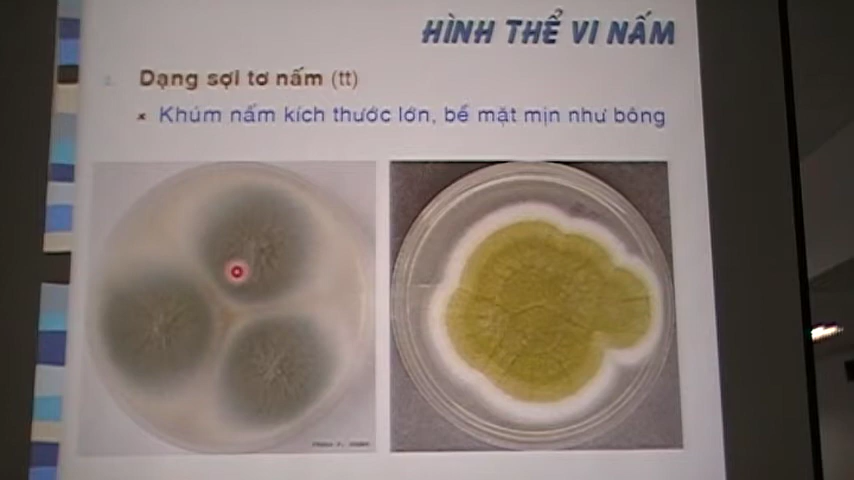 HÌNH THỂ VI NẤM
Dạng sợi tơ nấm (tt)
× Khúm nấm kích thước lớn, bề mặt mịn như bông